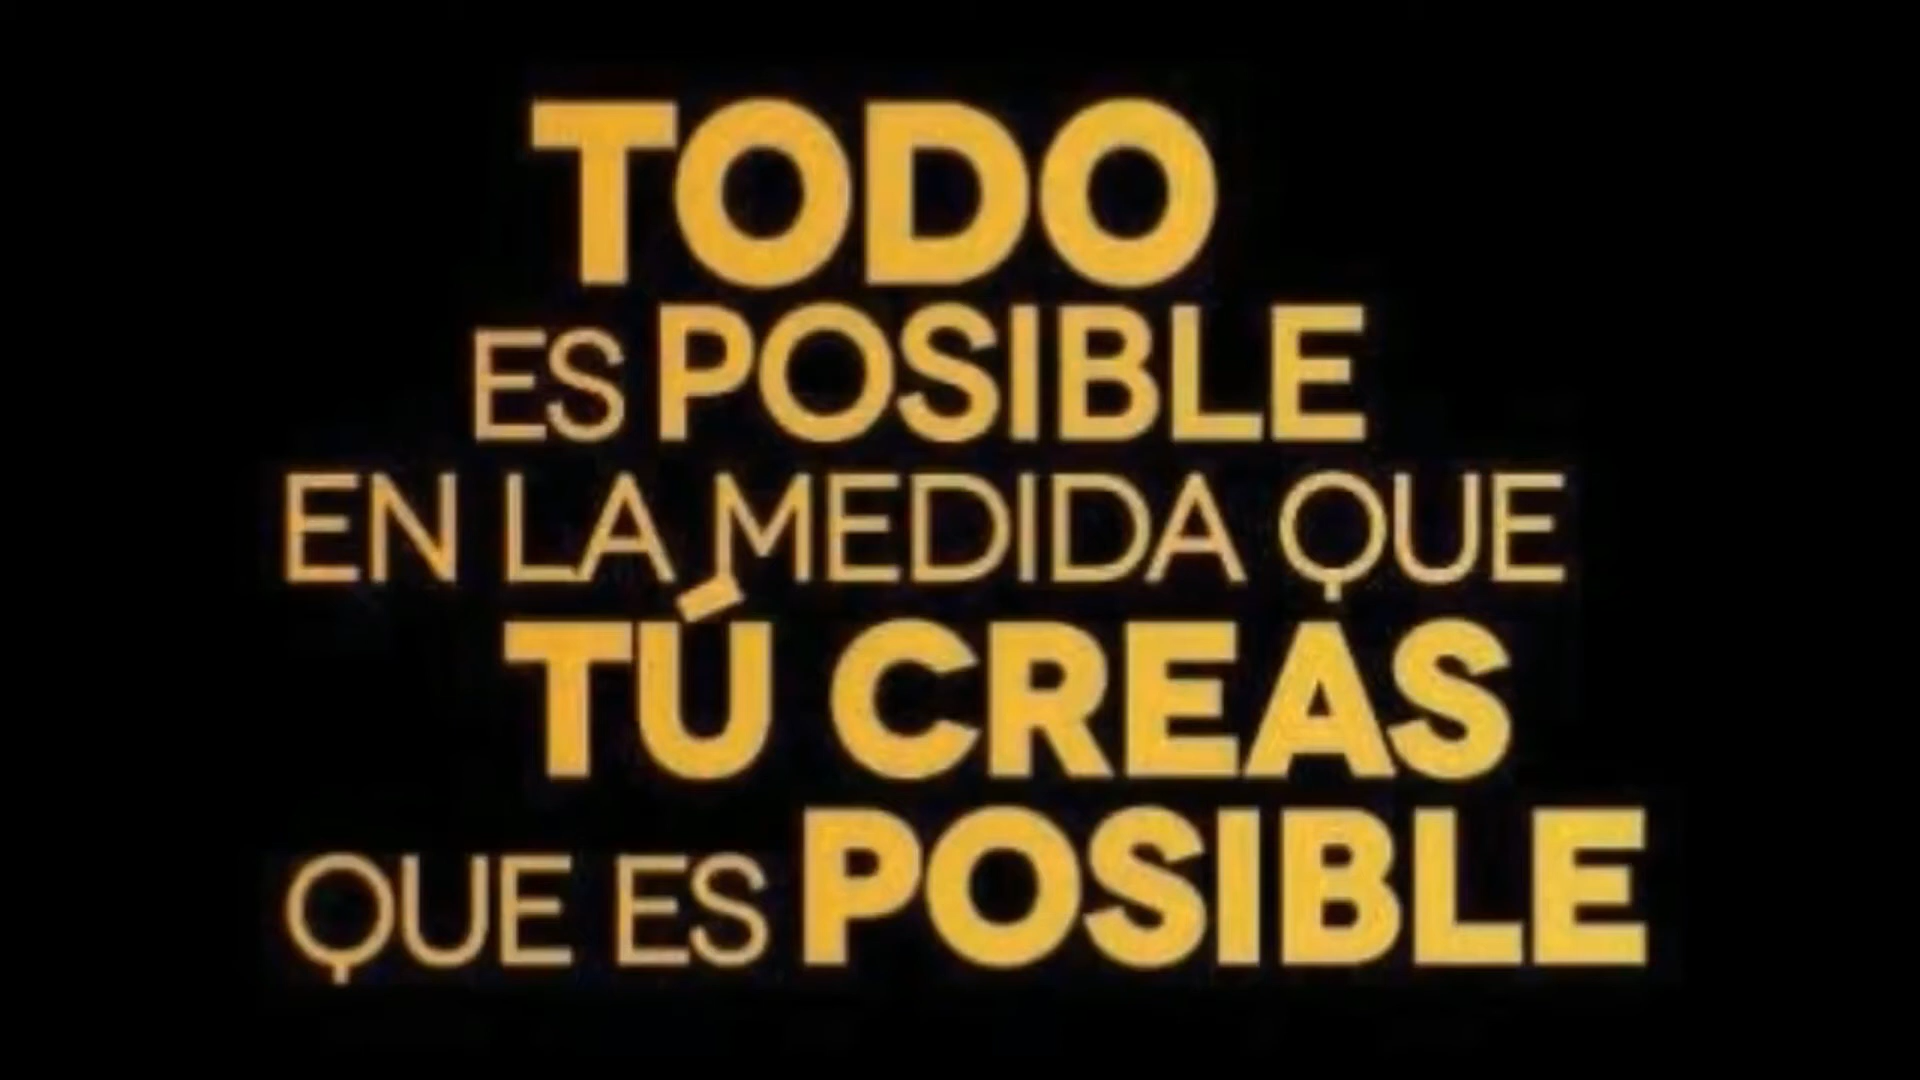 TODO
ES POSIBLE
EN LA MEDIDA QUE
TÚ CREAS
QUE ES POSIBLE